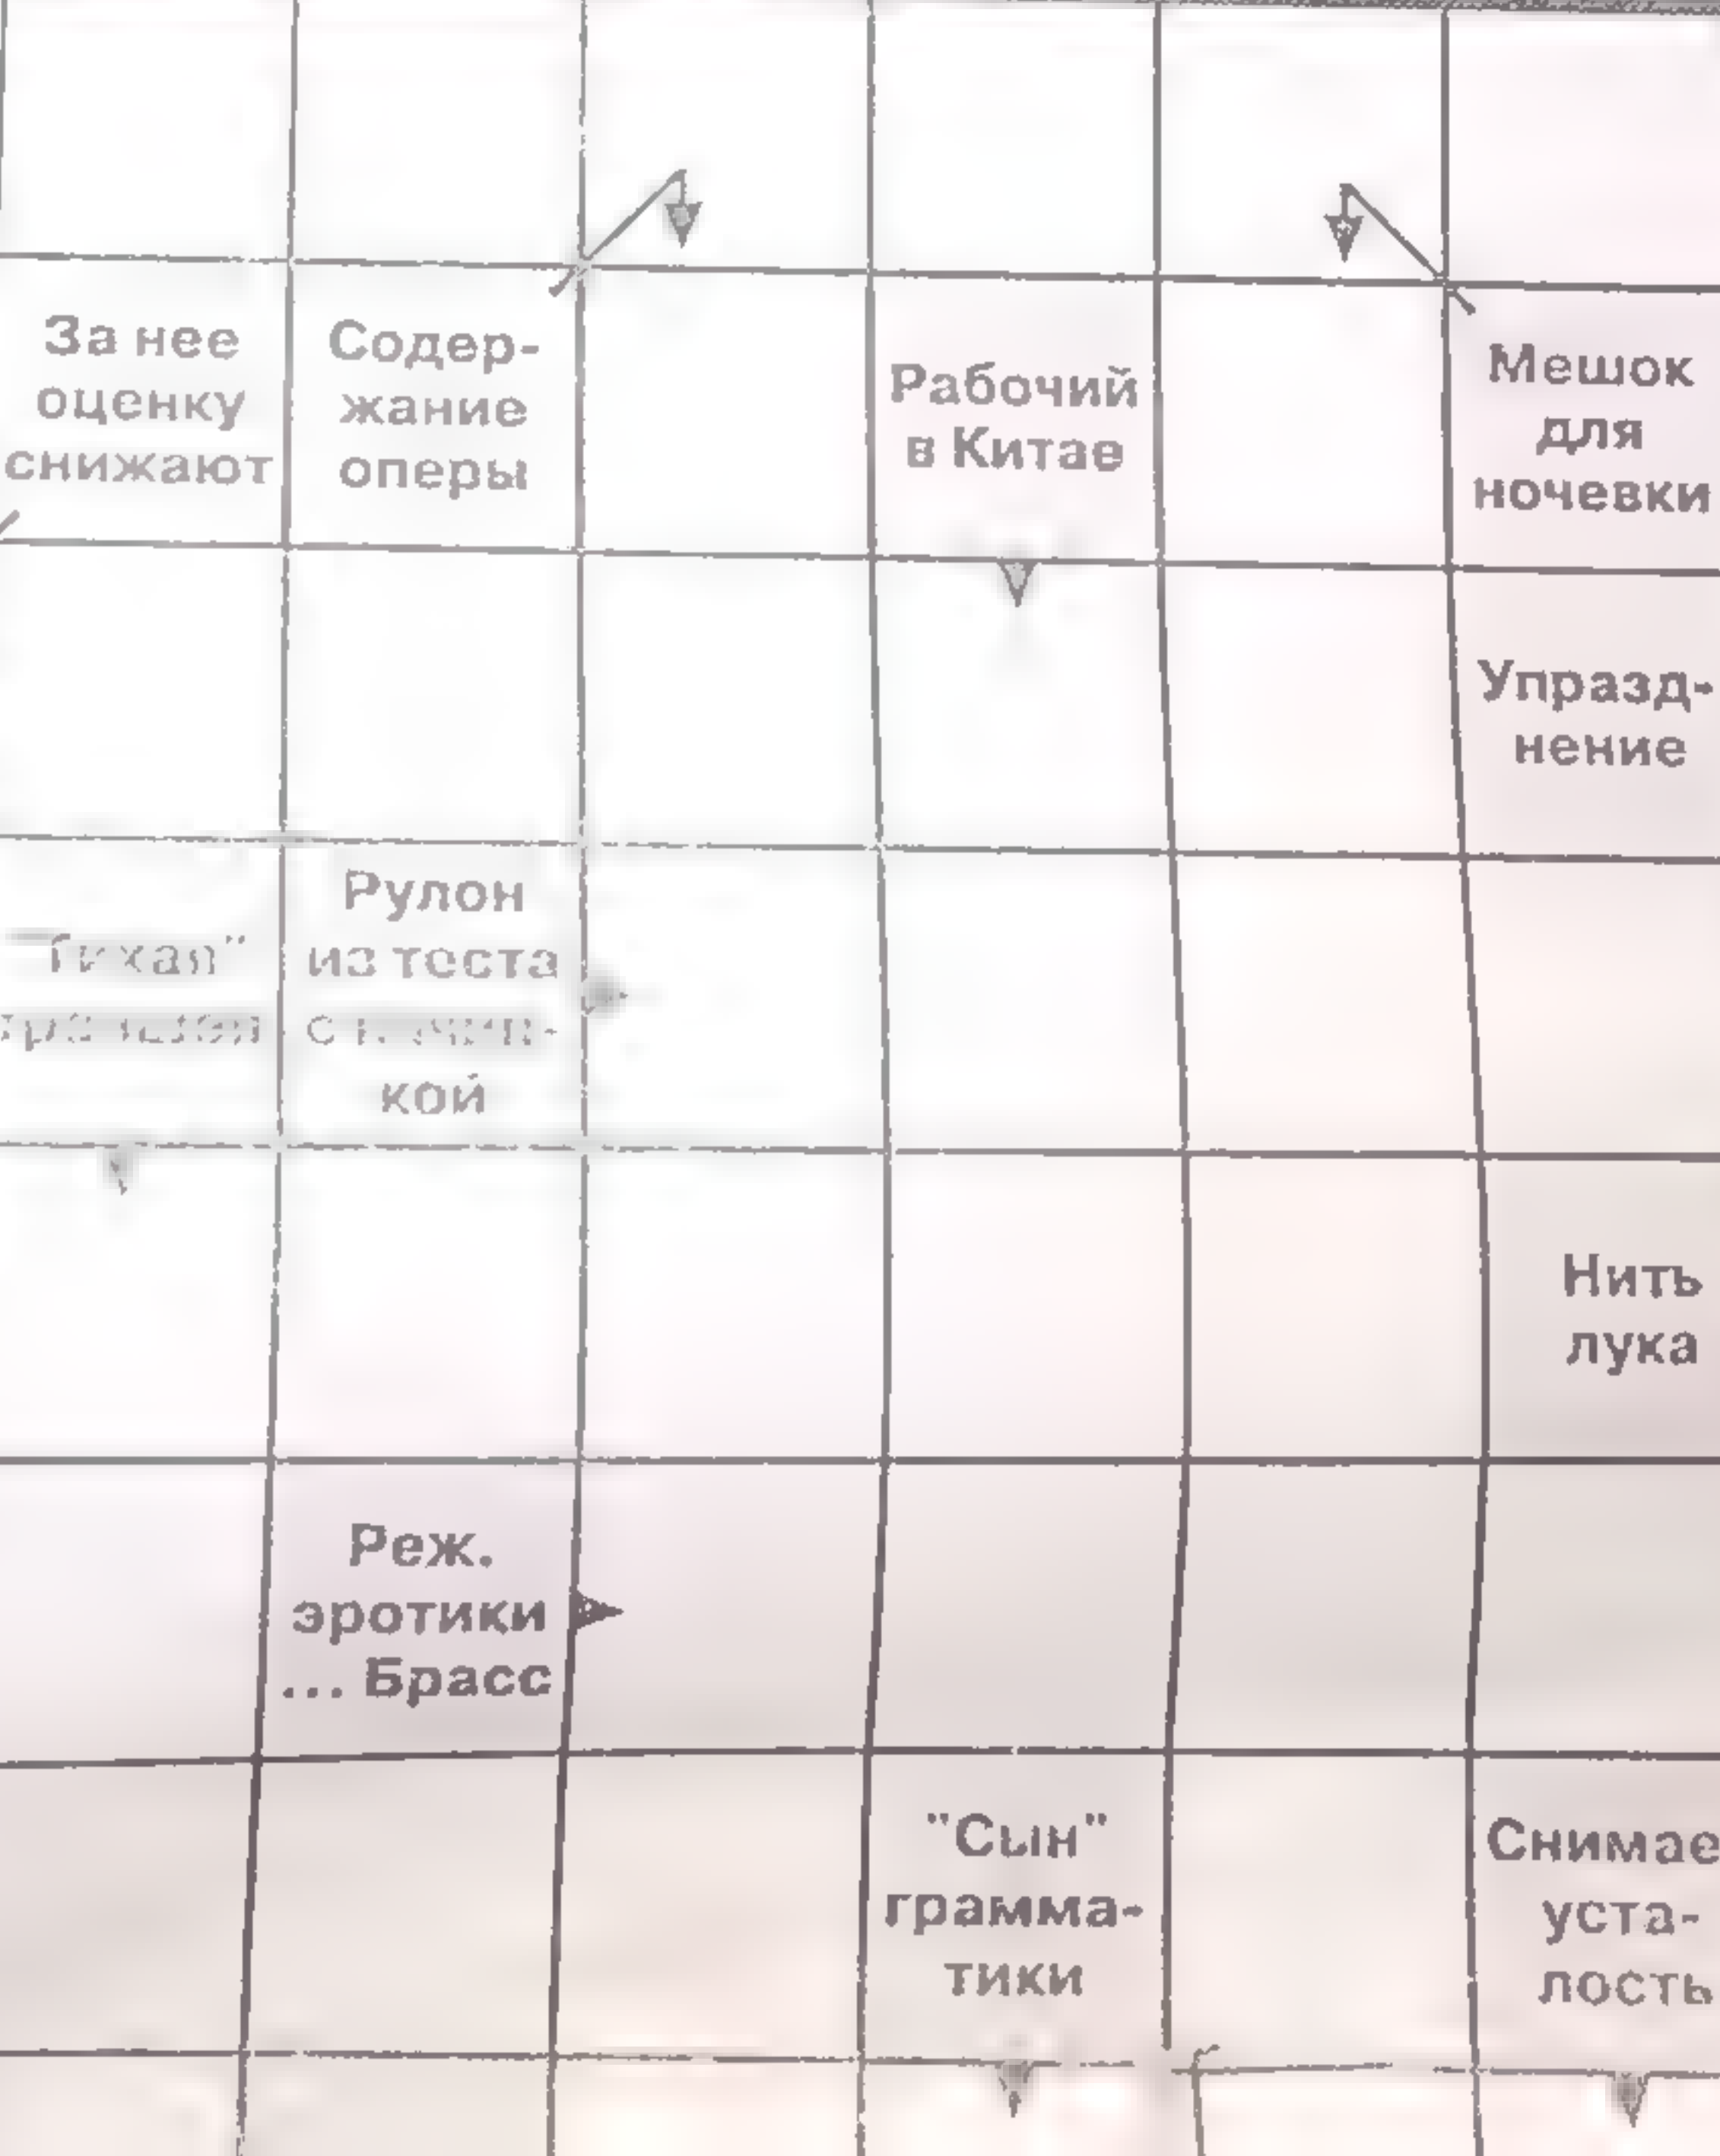 За нее
оценку
снижают
Содер-
жание
оперы
Рабочий
в Китае
Мешок
для
ночевки
Упразд-
нение
Рулон
из теста
с
кой
Нить
лука
Реж.
эротики
... Брасс
"Сын"
грамма-
тики
Снимае
уста-
лость